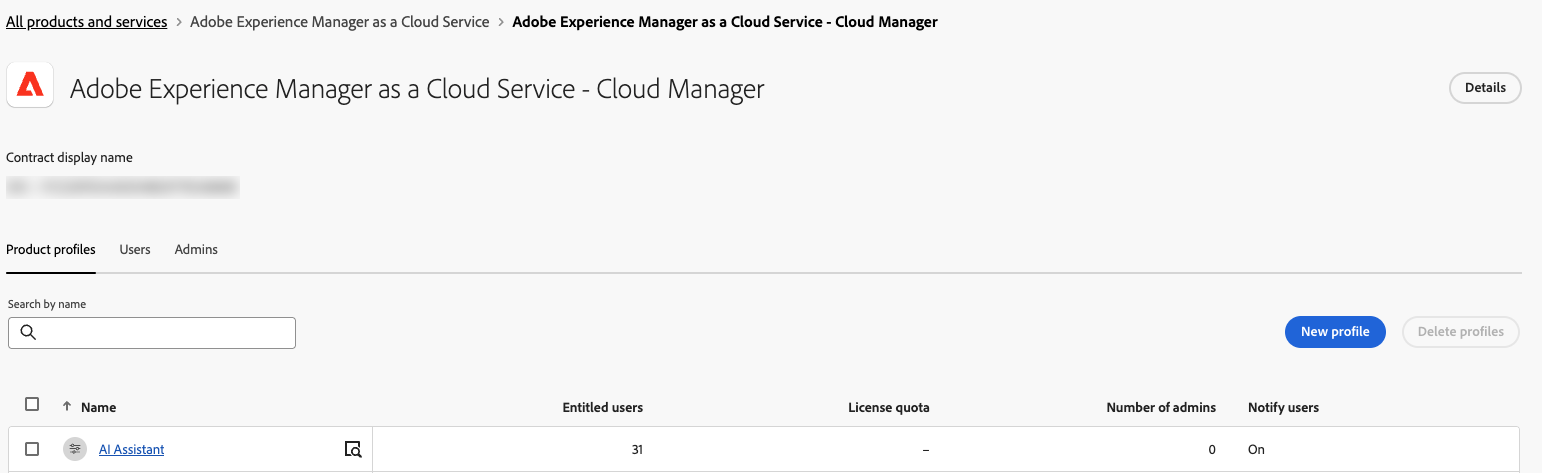 All products and services > Adobe Experience Manager as a Cloud Service > Adobe Experience Manager as a Cloud Service - Cloud Manager
Adobe Experience Manager as a Cloud Service - Cloud Manager
Details
Contract display name
Product profiles Users Admins
Search by name
New profile Delete profiles
Name Entitled users License quota Number of admins Notify users
AI Assistant 31 – 0 On